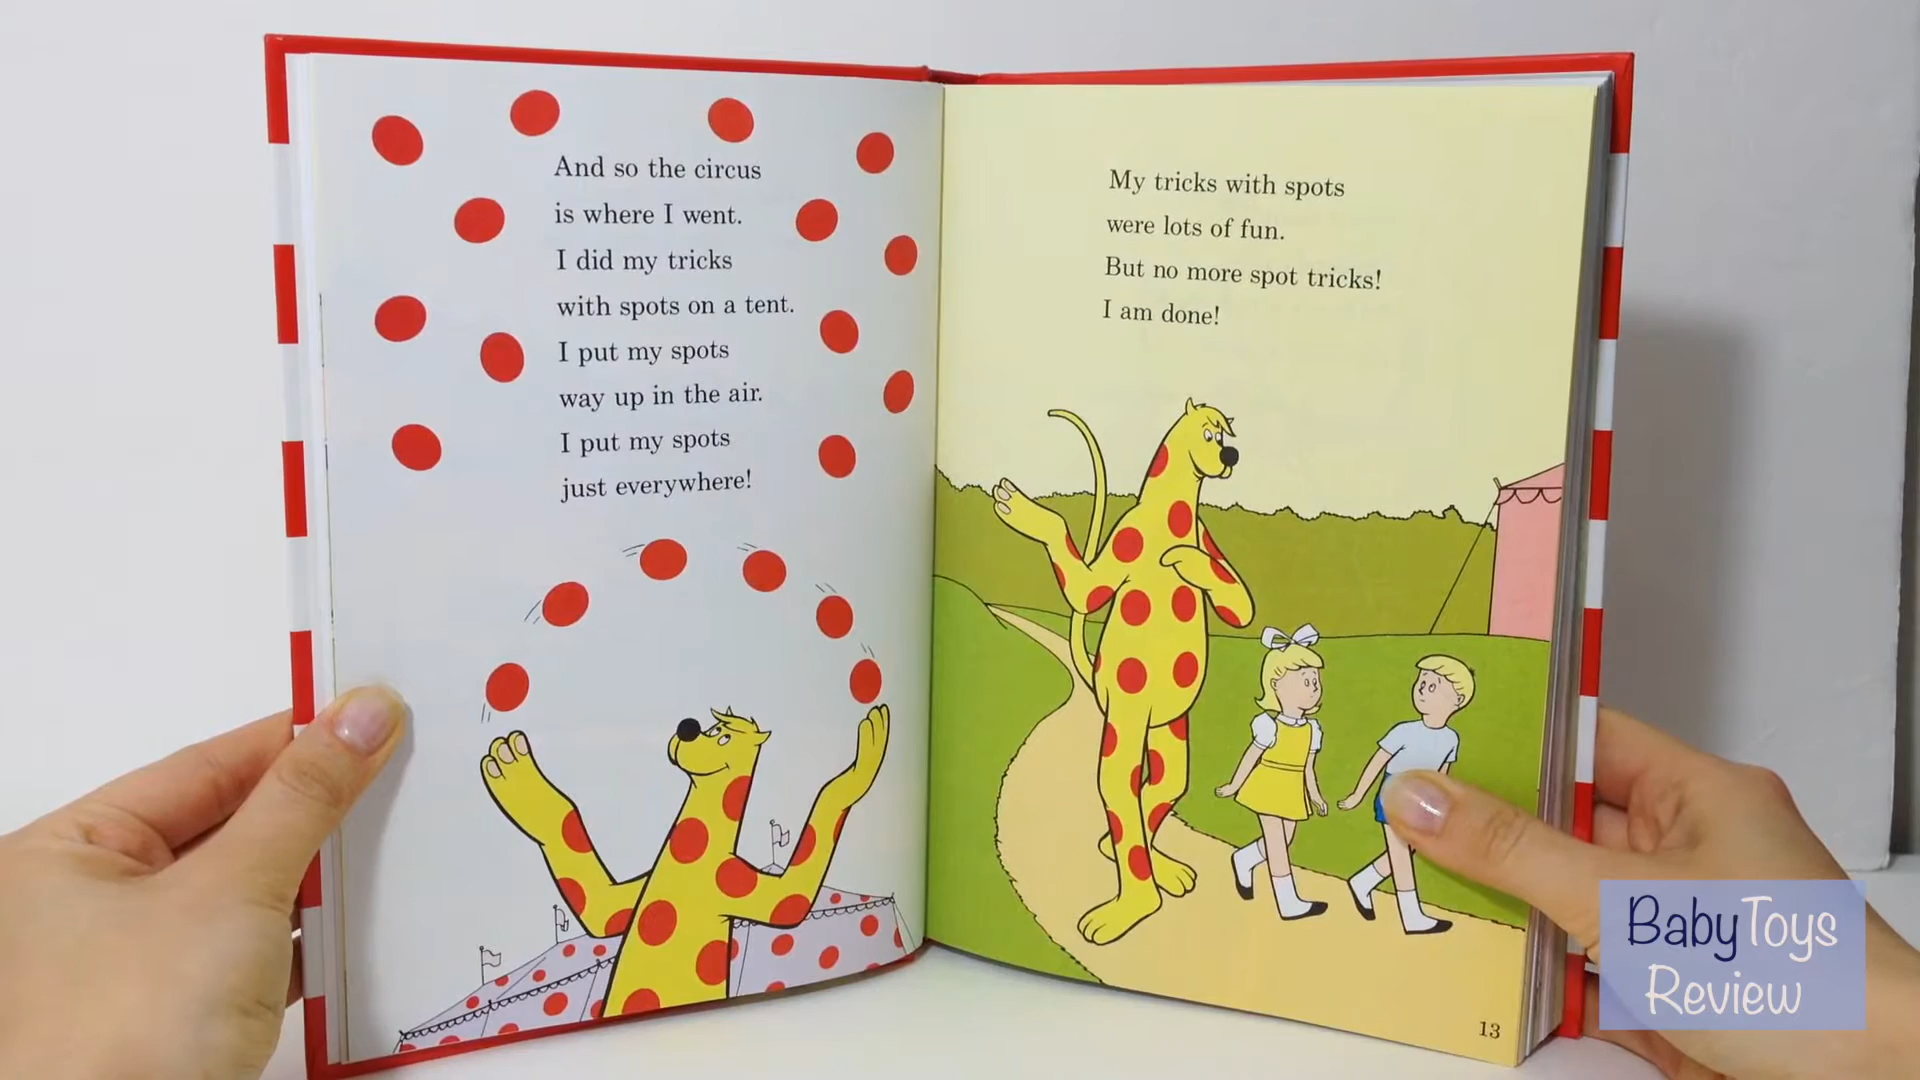 And so the circus
is where I went.
I did my tricks
with spots on a tent.
I put my spots
way up in the air.
I put my spots
just everywhere!
My tricks with spots
were lots of fun.
But no more spot tricks!
I am done!
13
BabyToys
Review